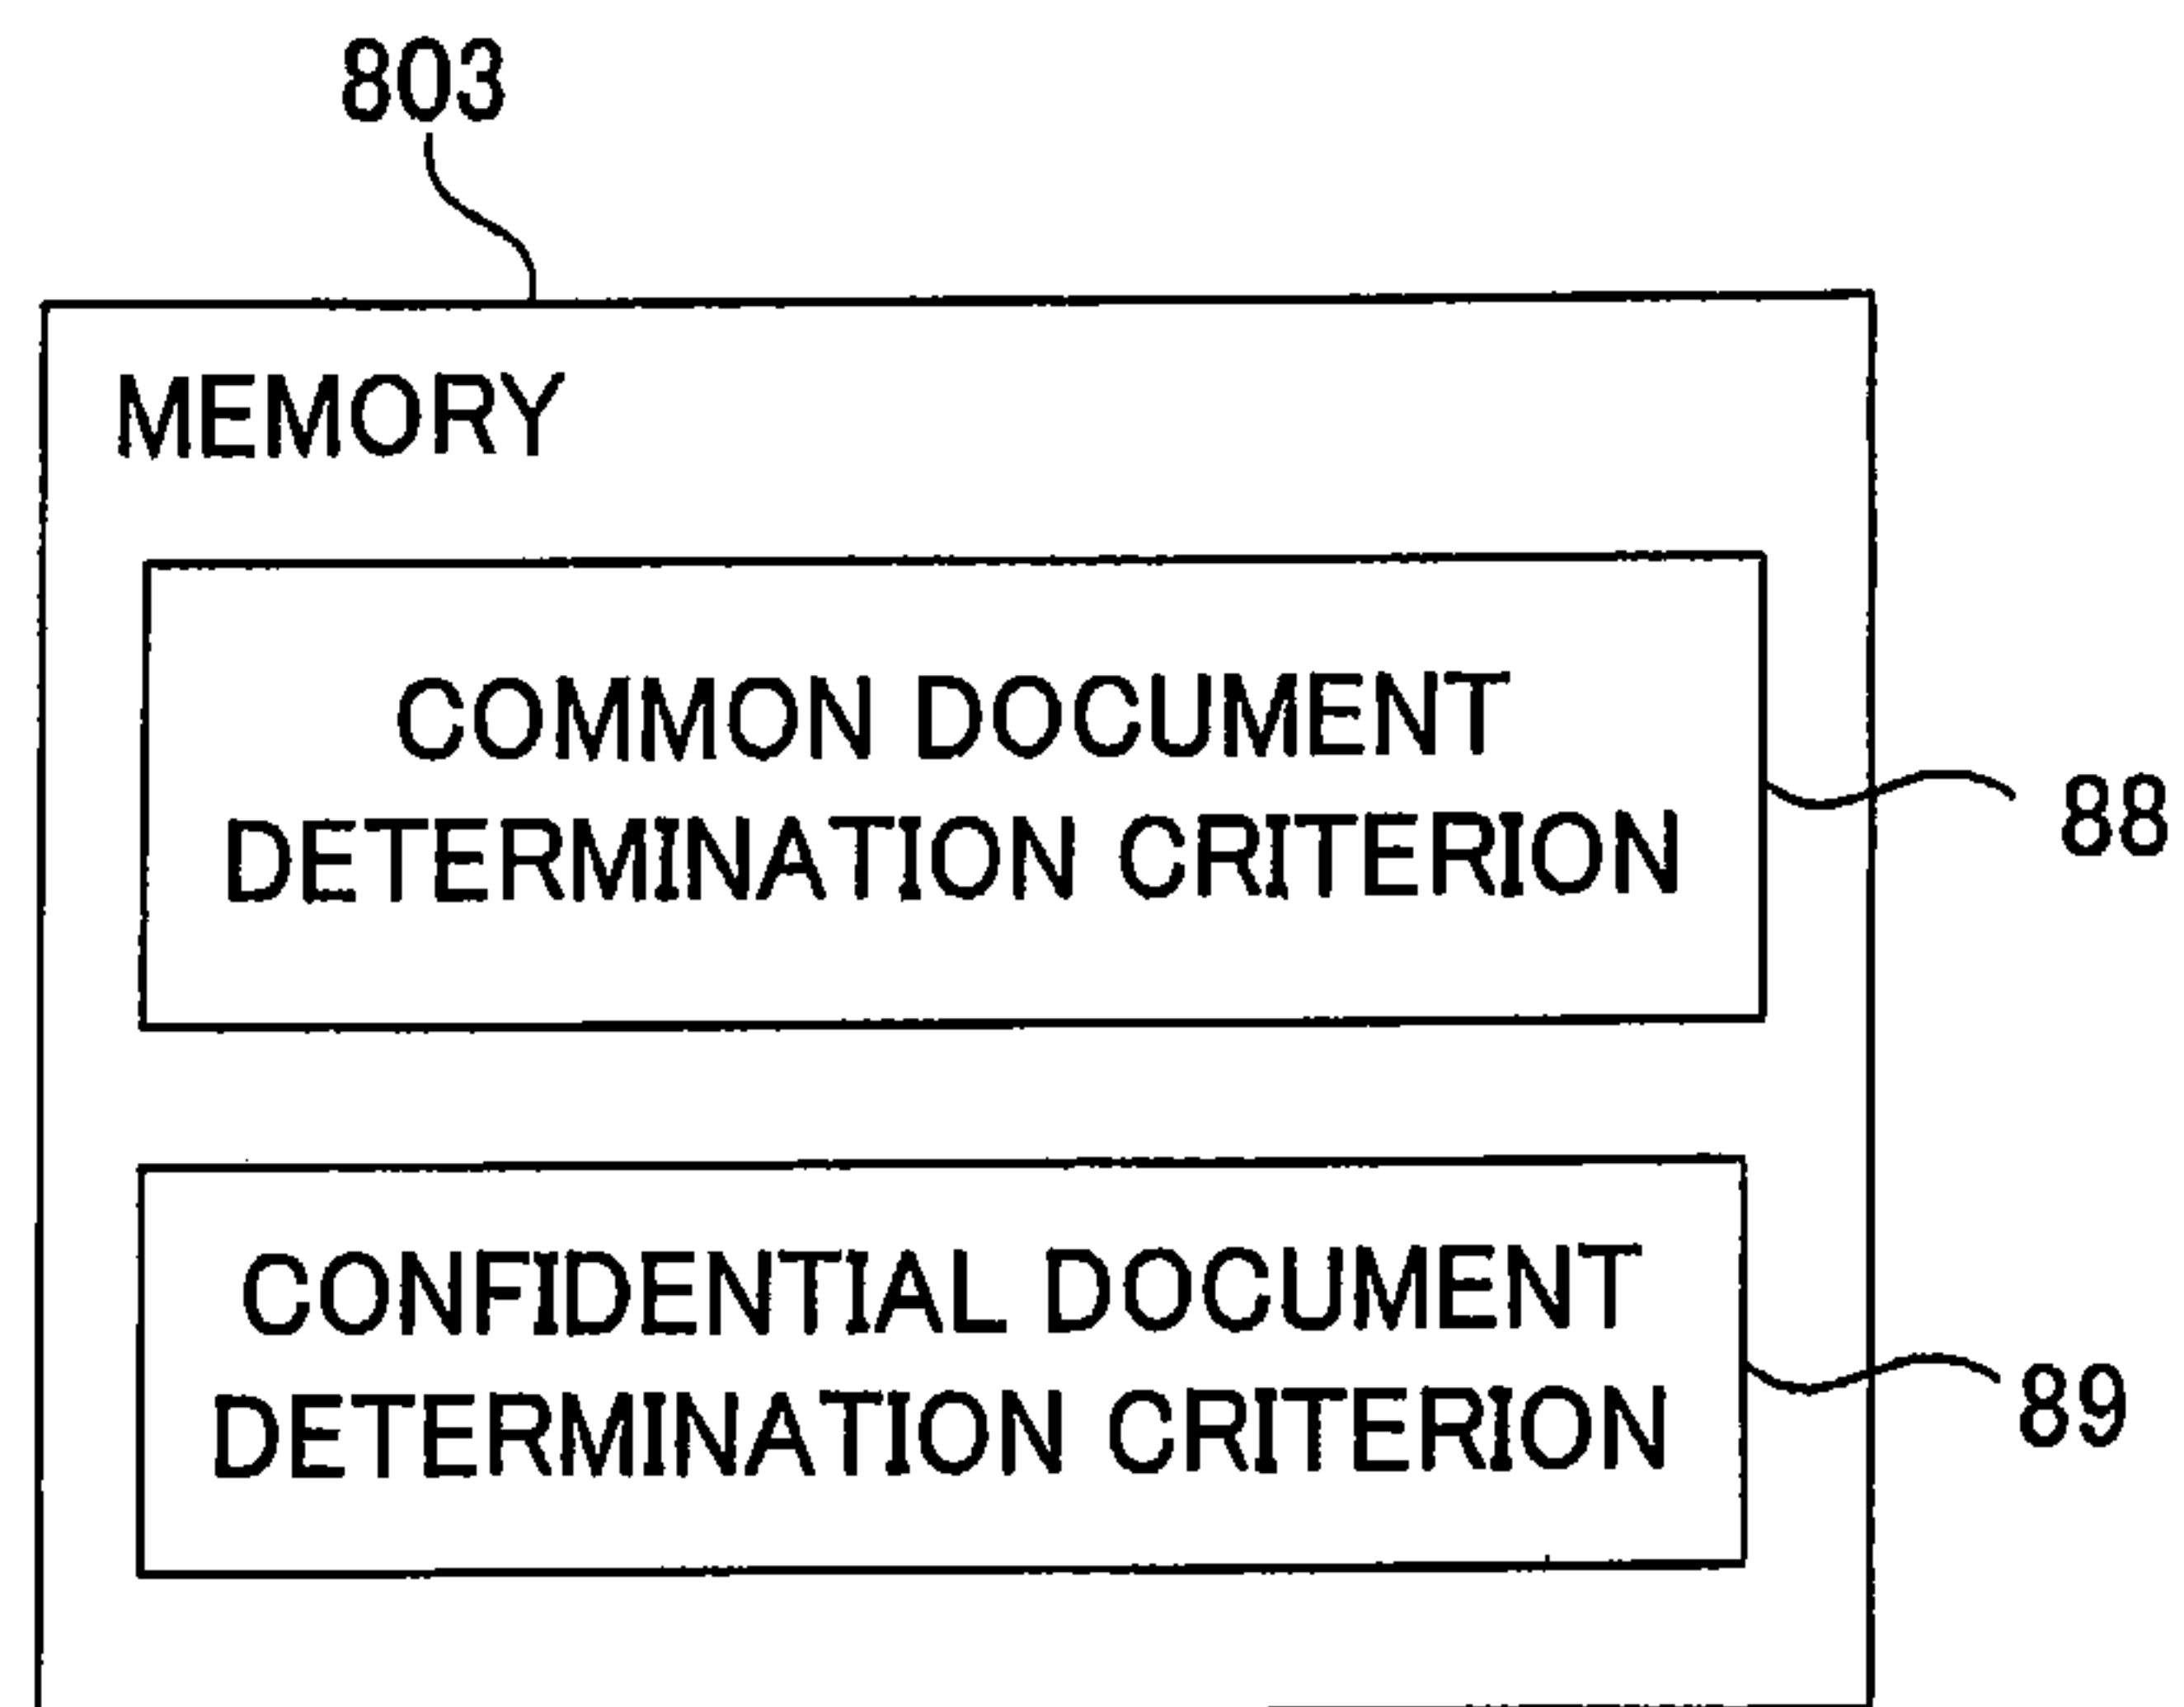 803
MEMORY
COMMON DOCUMENT
DETERMINATION CRITERION
88
CONFIDENTIAL DOCUMENT
DETERMINATION CRITERION
89